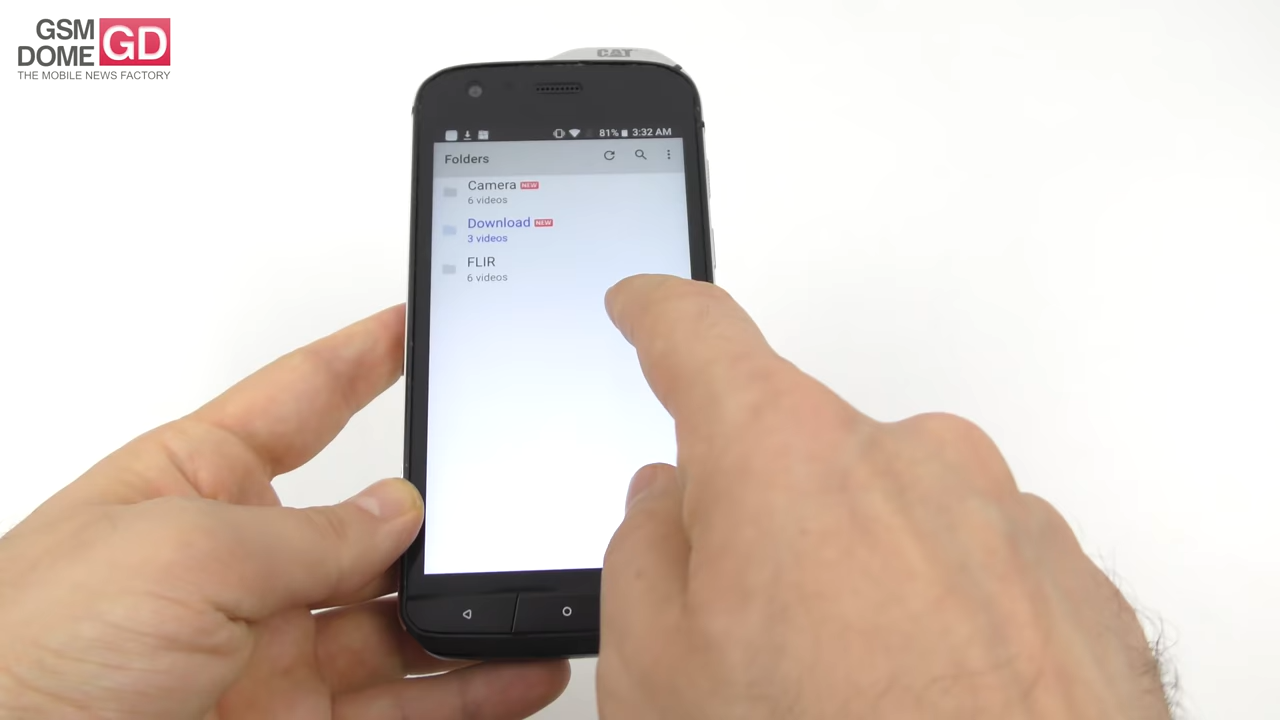 GSM
DOME GD
THE MOBILE NEWS FACTORY
CAT
81% 3:32 AM
Folders
Camera NEW
6 videos
Download NEW
3 videos
FLIR
6 videos